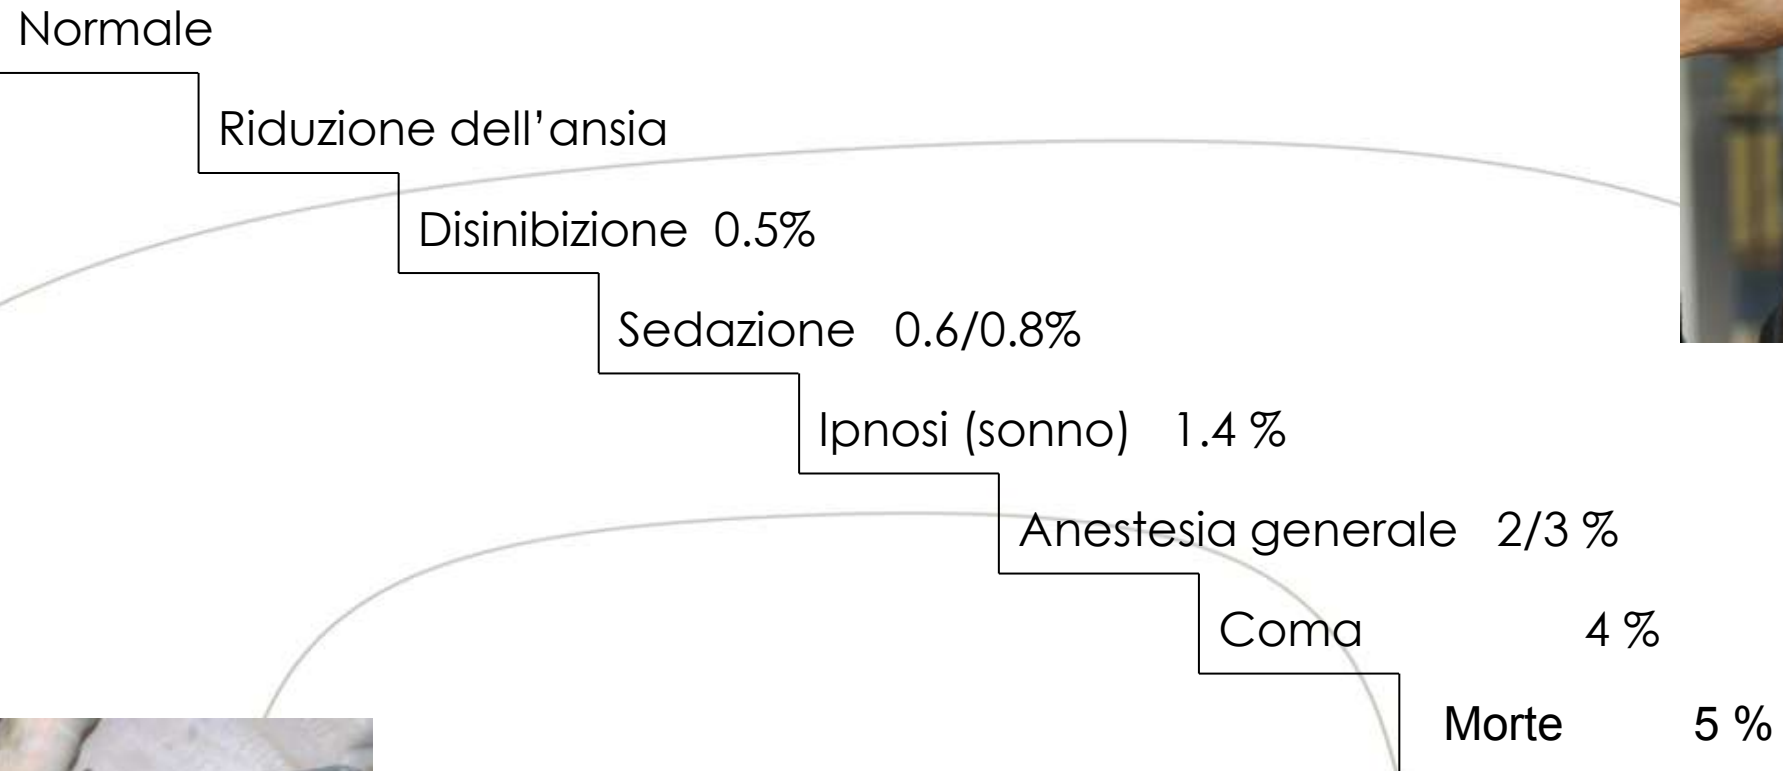 Normale
Riduzione dell’ansia
Disinibizione 0.5%
Sedazione 0.6/0.8%
Ipnosi (sonno) 1.4 %
Anestesia generale 2/3 %
Coma 4 %
Morte 5 %